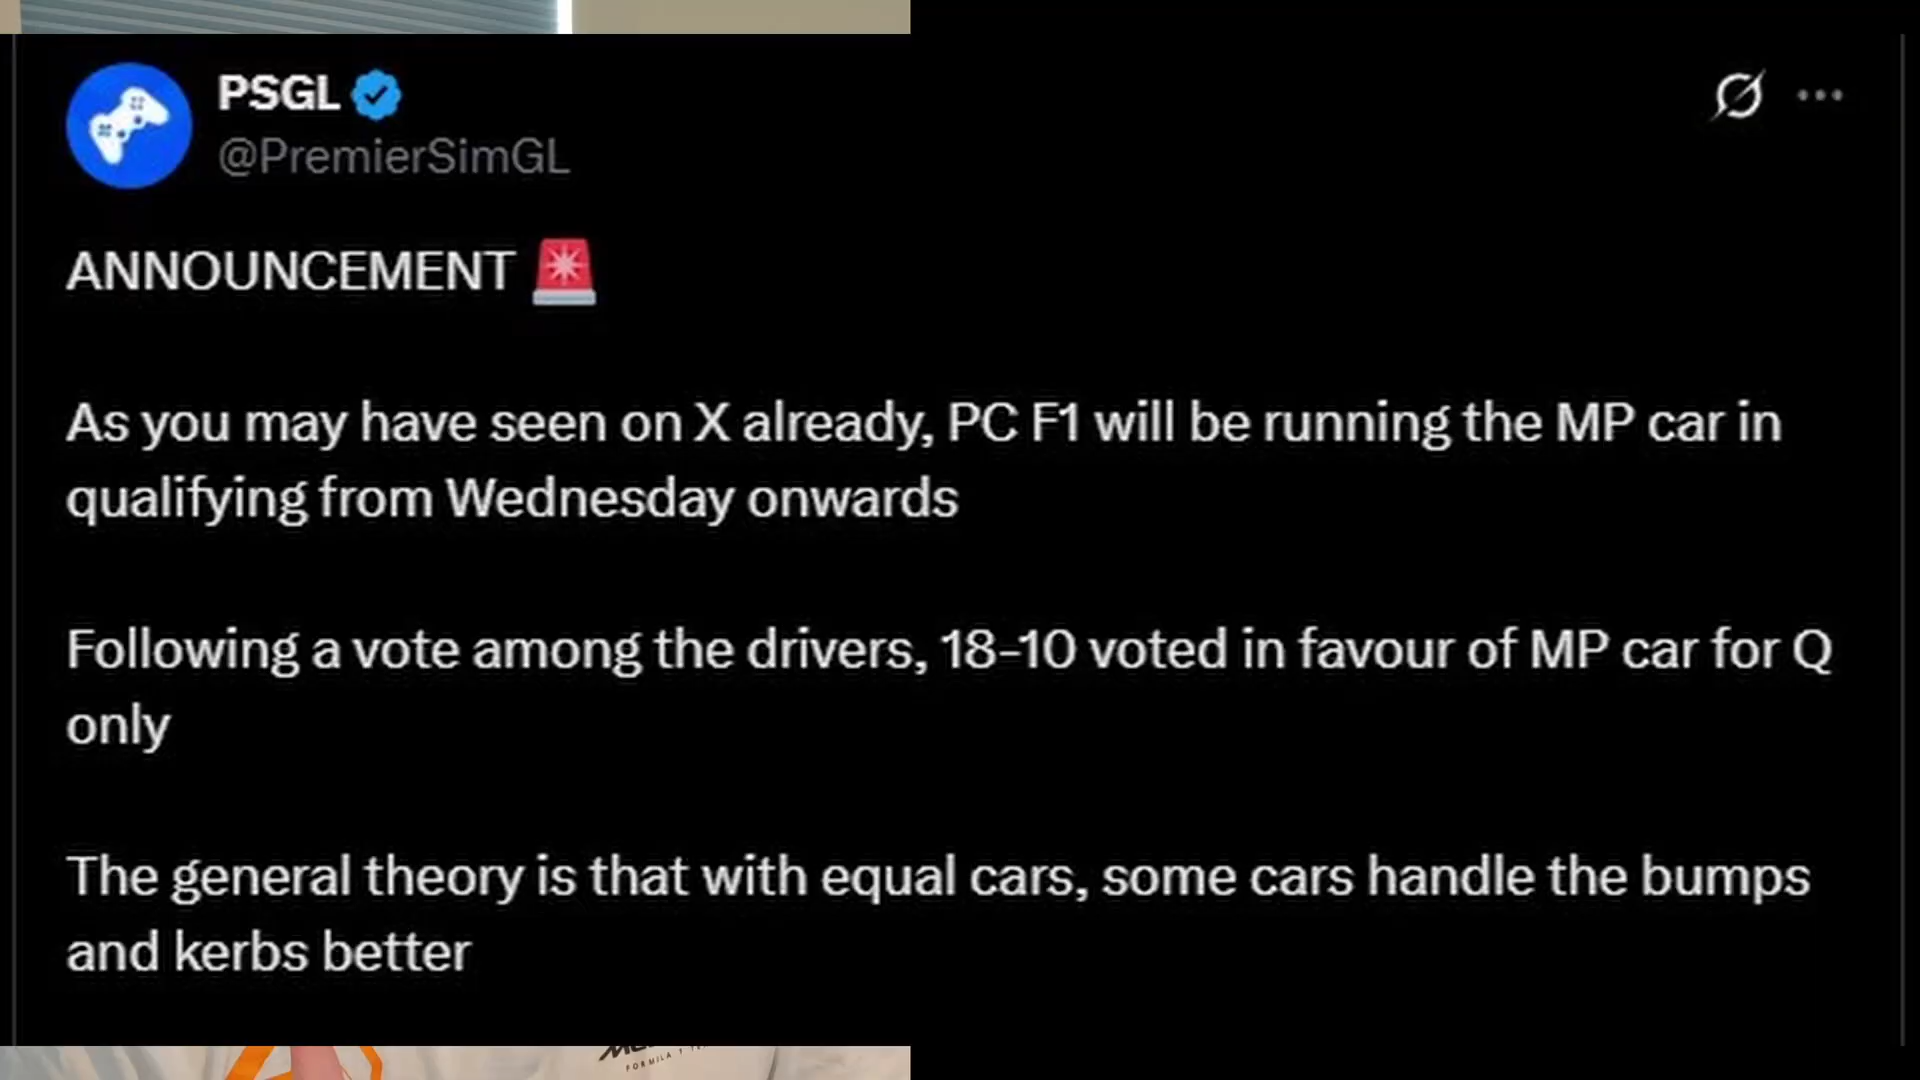 PSGL
@PremierSimGL
ANNOUNCEMENT 🚨
As you may have seen on X already, PC F1 will be running the MP car in
qualifying from Wednesday onwards
Following a vote among the drivers, 18-10 voted in favour of MP car for Q
only
The general theory is that with equal cars, some cars handle the bumps
and kerbs better